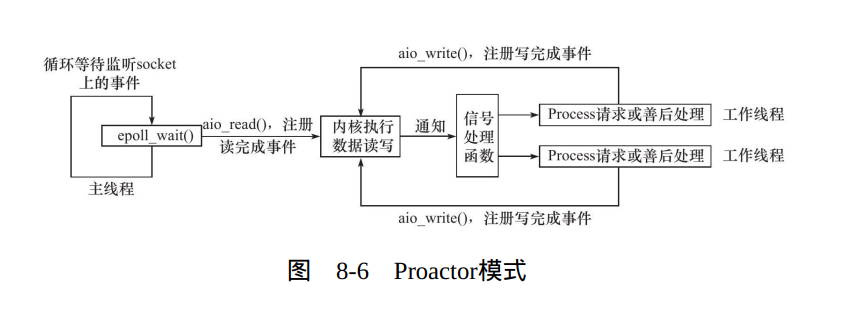 循环等待监听socket
上的事件
epoll_wait()
主线程
aio_read(), 注册
读完成事件
aio_write(), 注册写完成事件
内核执行
数据读写
通知
信号
处理
函数
Process请求或善后处理
工作线程
Process请求或善后处理
工作线程
aio_write(), 注册写完成事件
图 8-6 Proactor模式